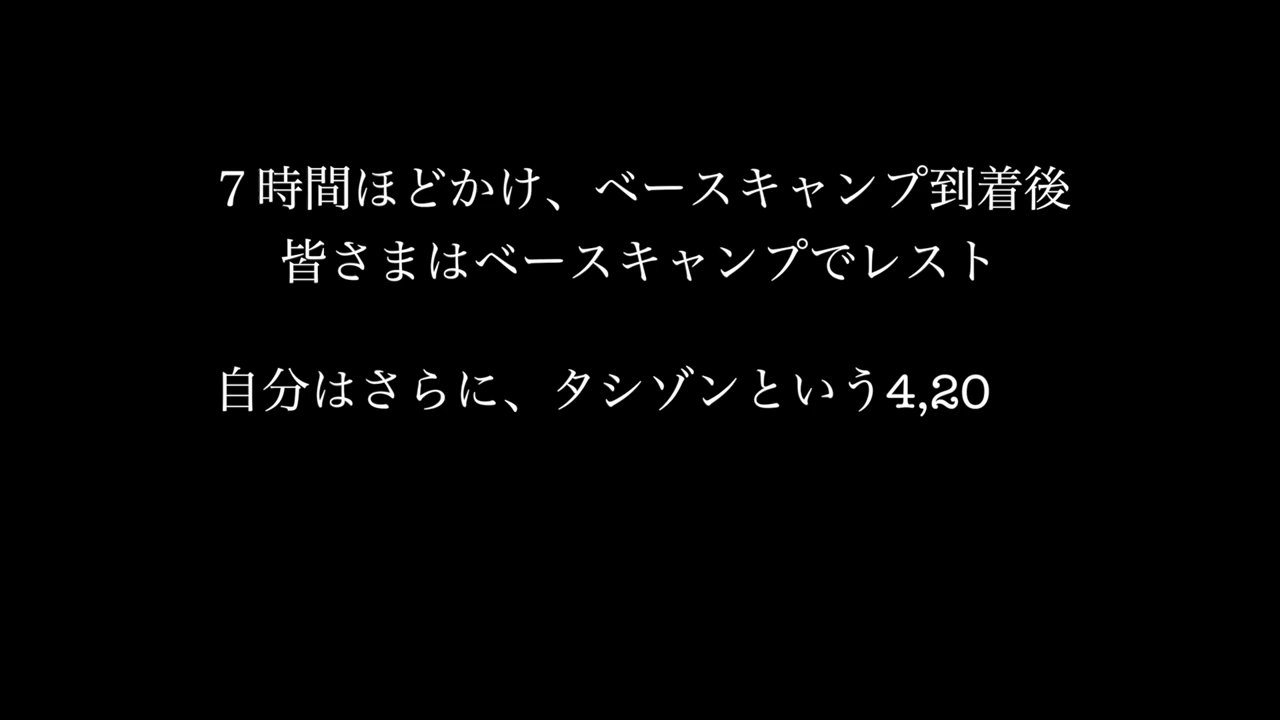 ７時間ほどかけ、ベースキャンプ到着後
皆さまはベースキャンプでレスト
自分はさらに、タシゾンという4,20